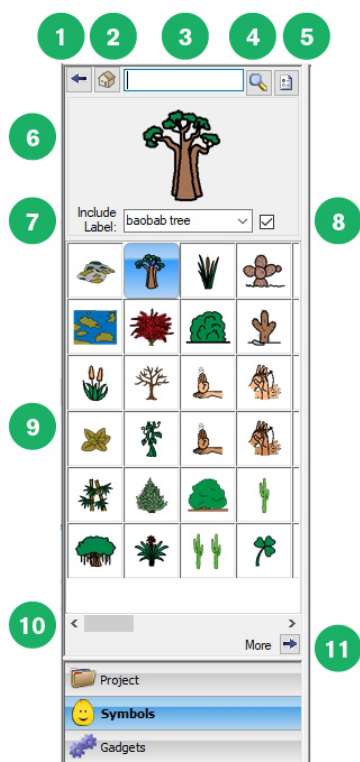 1 2 3 4 5
6
Include
Label:
baobab tree
7
8
9
10
More
11
Project
Symbols
Gadgets